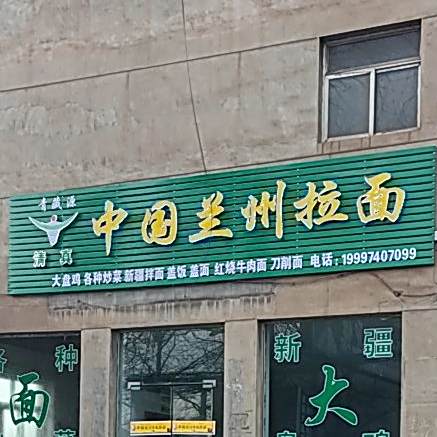 青藏源
清真
中国兰州拉面
大盘鸡 各种炒菜 新疆拌面 盖饭 盖面 红烧牛肉面 刀削面 电话:19997407099
各种
面
新疆
大